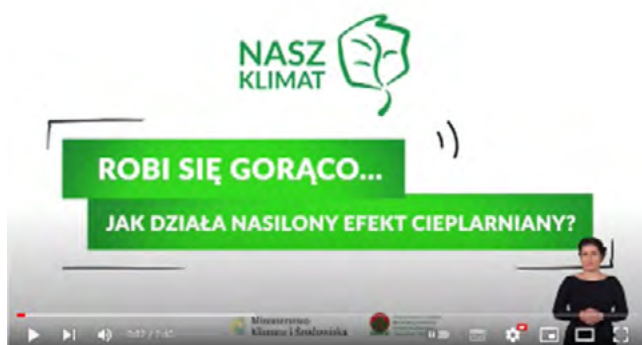 NASZ
KLIMAT
ROBI SIĘ GORĄCO...
JAK DZIAŁA NASILONY EFEKT CIEPLARNIANY?
Ministerstwo
Klimatu i Środowiska